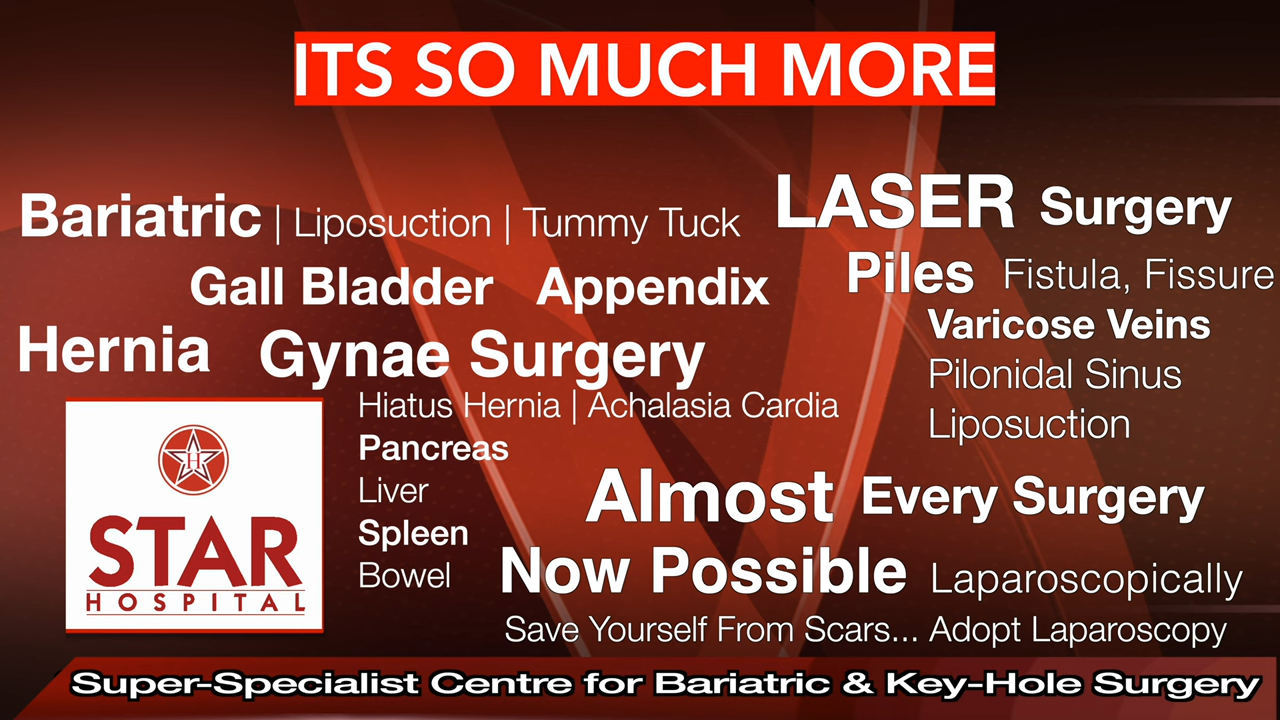 ITS SO MUCH MORE
Bariatric | Liposuction | Tummy Tuck
Gall Bladder Appendix
Hernia Gynae Surgery
Hiatus Hernia | Achalasia Cardia
Pancreas
Liver
Spleen
Bowel
LASER Surgery
Piles Fistula, Fissure
Varicose Veins
Pilonidal Sinus
Liposuction
Almost Every Surgery
Now Possible Laparoscopically
Save Yourself From Scars... Adopt Laparoscopy
H
STAR
HOSPITAL
Super-Specialist Centre for Bariatric & Key-Hole Surgery